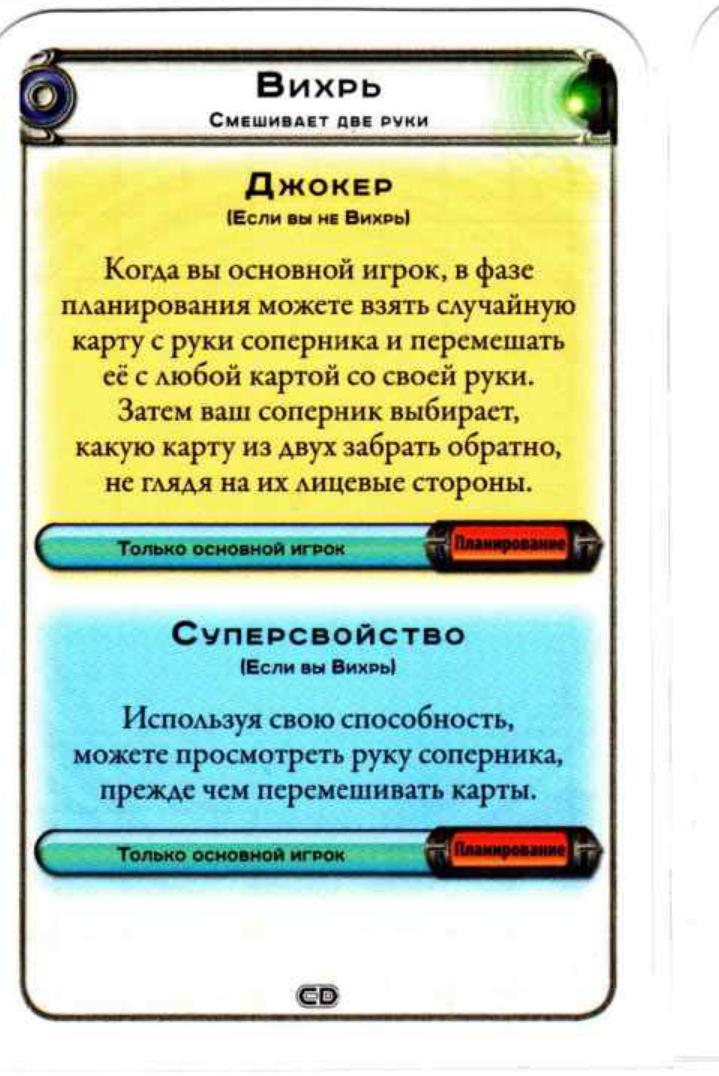 Вихрь
Смешивает две руки
Джокер
(Если вы не Вихрь)
Когда вы основной игрок, в фазе
планирования можете взять случайную
карту с руки соперника и перемешать
её с любой картой со своей руки.
Затем ваш соперник выбирает,
какую карту из двух забрать обратно,
не глядя на их лицевые стороны.
Только основной игрок Планирование
Суперсвойство
(Если вы Вихрь)
Используя свою способность,
можете просмотреть руку соперника,
прежде чем перемешивать карты.
Только основной игрок Планирование
CD